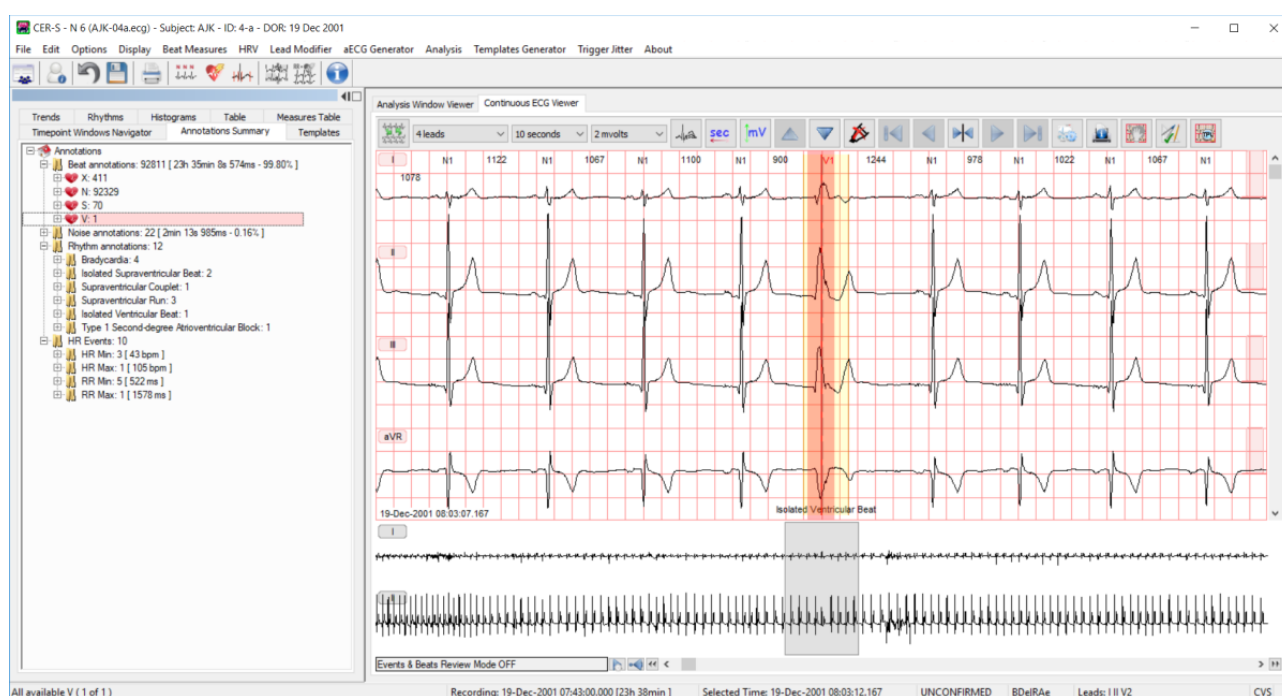 CER-S - N 6 (AJK-04a.ecg) - Subject: AJK - ID: 4-a - DOR: 19 Dec 2001
File Edit Options Display Beat Measures HRV Lead Modifier aECG Generator Analysis Templates Generator Trigger Jitter About
Trends Rhythms Histograms Table Measures Table
Timepoint Windows Navigator Annotations Summary Templates
Annotations
Beat annotations: 92811 [ 23h 35min 8s 574ms - 99.80% ]
X: 411
N: 92329
S: 70
V: 1
Noise annotations: 22 [ 2min 13s 985ms - 0.16% ]
Rhythm annotations: 12
Bradycardia: 4
Isolated Supraventricular Beat: 2
Supraventricular Couplet: 1
Supraventricular Run: 3
Isolated Ventricular Beat: 1
Type 1 Second-degree Atrioventricular Block: 1
HR Events: 10
HR Min: 3 [ 43 bpm ]
HR Max: 1 [ 105 bpm ]
RR Min: 5 [ 522 ms ]
RR Max: 1 [ 1578 ms ]
Analysis Window Viewer Continuous ECG Viewer
4 leads 10 seconds 2 mvolts sec mV
I N1 1122 N1 1067 N1 1100 N1 900 V1 1244 N1 978 N1 1022 N1 1067 N1
1078
II
III
aVR
19-Dec-2001 08:03:07.167 Isolated Ventricular Beat
I
II
Events & Beats Review Mode OFF
All available V ( 1 of 1 ) Recording: 19-Dec-2001 07:43:00.000 [23h 38min ] Selected Time: 19-Dec-2001 08:03:12.167 UNCONFIRMED BDelRAe Leads: I II V2 CVS